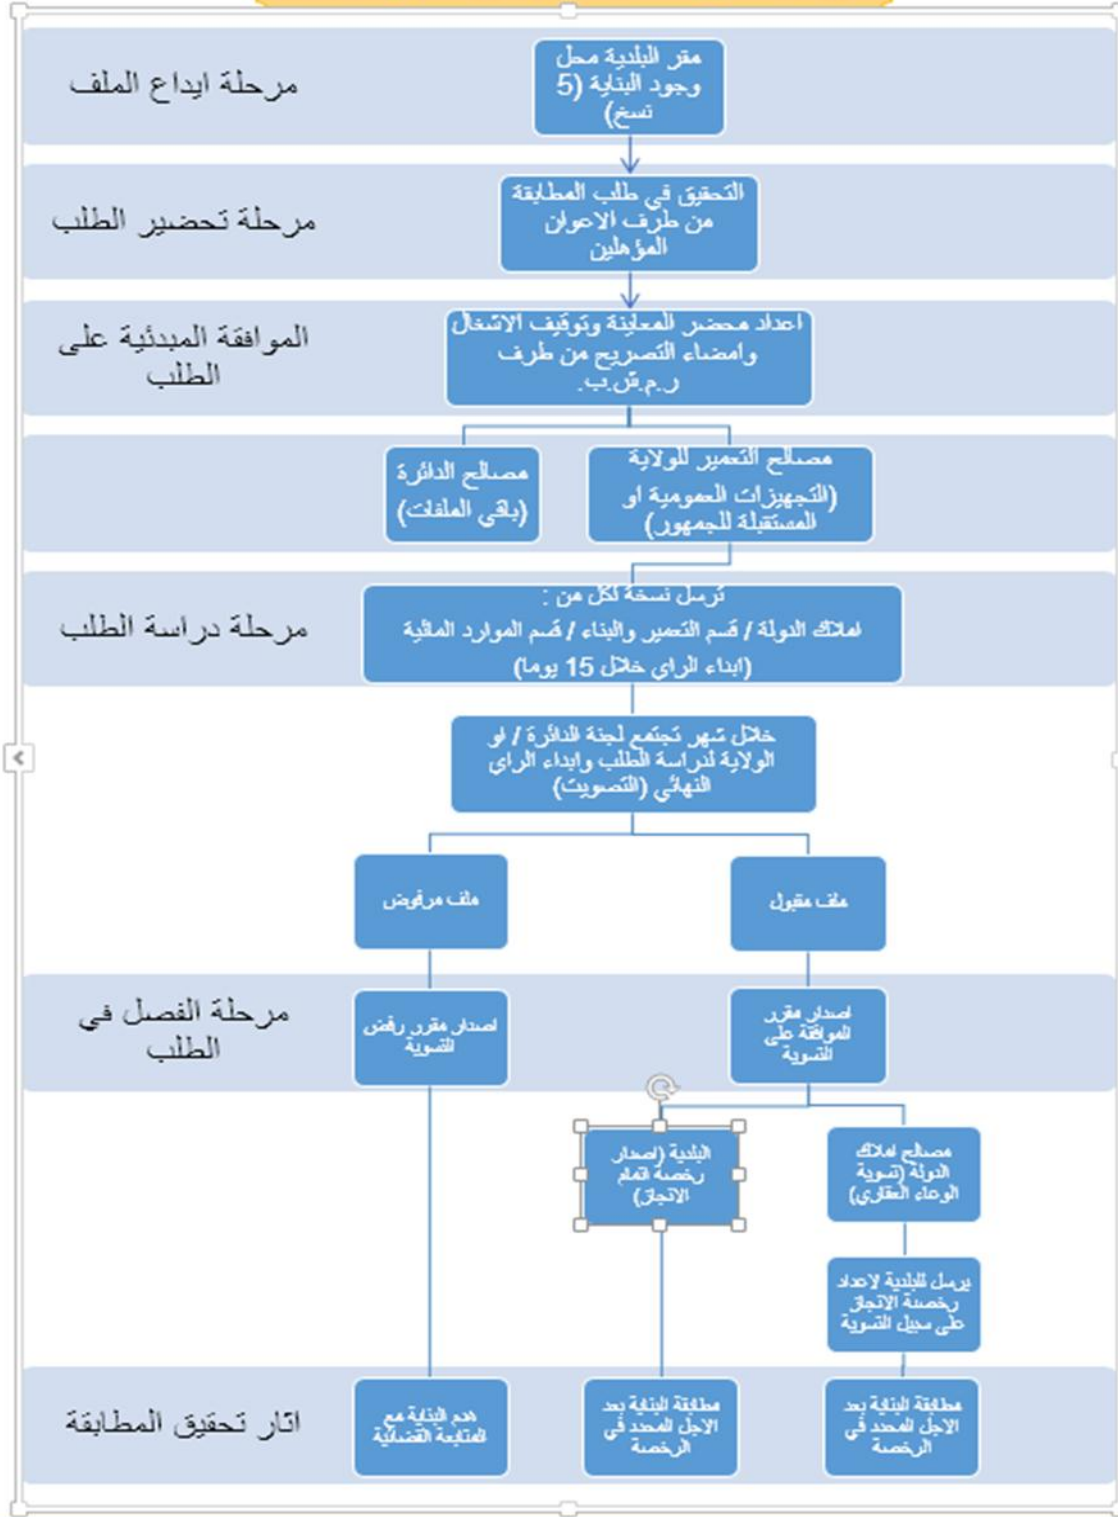 مرحلة ايداع الملف
مقر البلدية محل
وجود البناية (5
نسخ)
مرحلة تحضير الطلب
التحقيق في طلب المطابقة
من طرف الاعوان
المؤهلين
الموافقة المبدئية على
الطلب
اعداد محضر المعاينة وتوقيف الاشغال
وامضاء التصريح من طرف
ر.م.ش.ب.
مصالح التعمير للولاية
(التجهيزات العمومية او
المستقبلة للجمهور)
مصالح الدائرة
(باقي الملفات)
مرحلة دراسة الطلب
ترسل نسخة لكل من :
املاك الدولة / قسم التعمير والبناء / قسم الموارد المائية
(ابداء الراي خلال 15 يوما)
خلال شهر تجتمع لجنة الدائرة / او
الولاية لدراسة الطلب وابداء الراي
النهائي (التصويت)
ملف مقبول
ملف مرفوض
مرحلة الفصل في
الطلب
اصدار مقرر
الموافقة على
التسوية
اصدار مقرر رفض
التسوية
مصالح املاك
الدولة (تسوية
الوعاء العقاري)
البلدية (اصدار
رخصة اتمام
الانجاز)
يرسل للبلدية لاعداد
رخصة الانجاز
على سبيل التسوية
اثار تحقيق المطابقة
مطابقة البناية بعد
الاجل المحدد في
الرخصة
مطابقة البناية بعد
الاجل المحدد في
الرخصة
هدم البناية مع
المتابعة القضائية